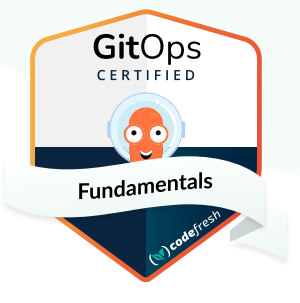 GitOps
CERTIFIED
Fundamentals
codefresh